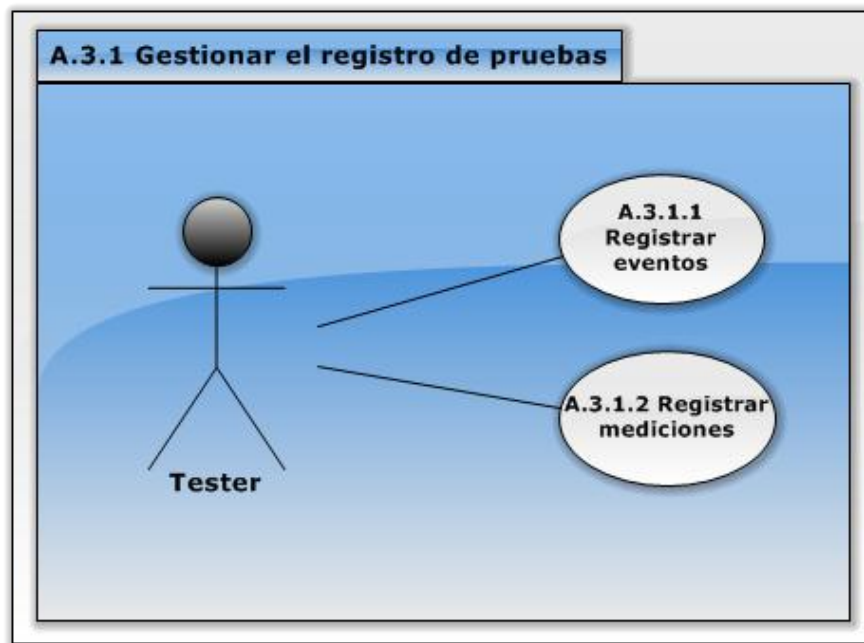 A.3.1 Gestionar el registro de pruebas
A.3.1.1
Registrar
eventos
A.3.1.2 Registrar
mediciones
Tester